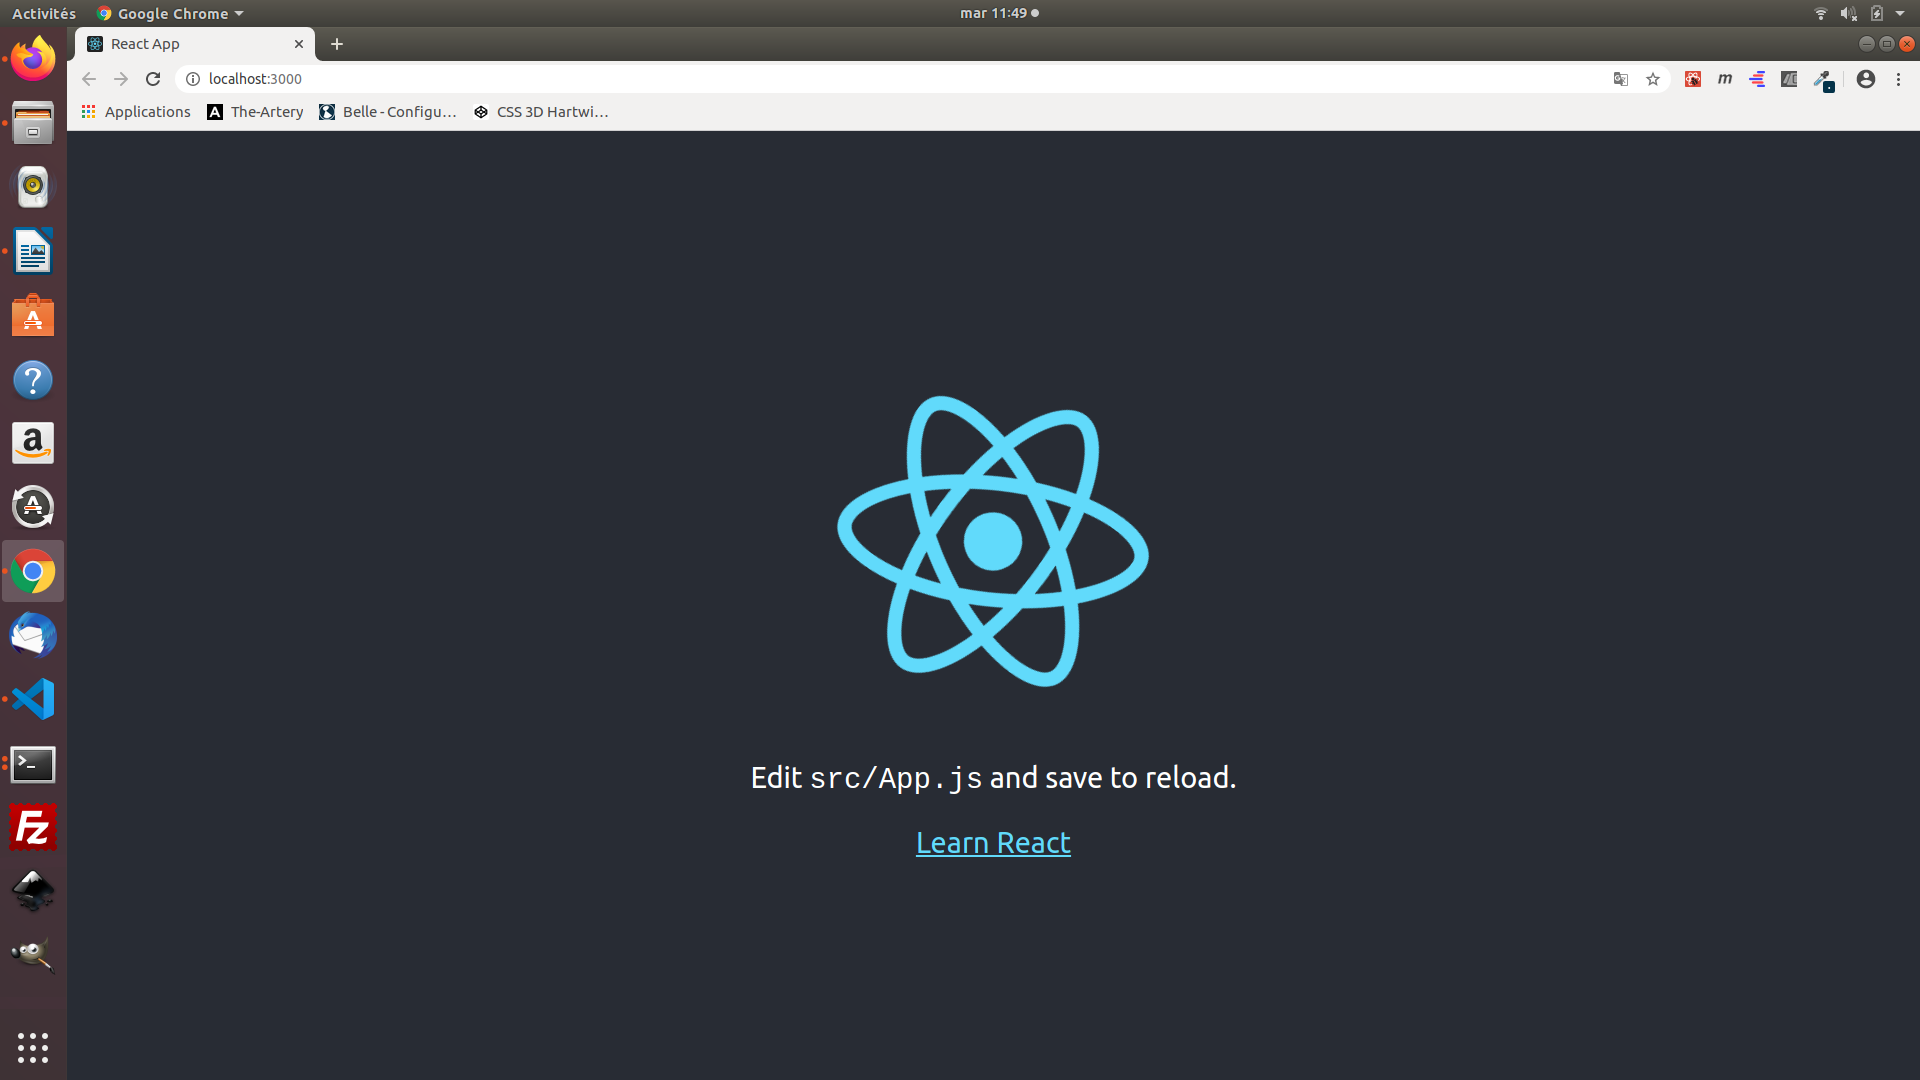 Activités
Google Chrome
mar 11:49
React App
localhost:3000
Applications
The-Artery
Belle - Configu…
CSS 3D Hartwi…
Edit src/App.js and save to reload.
Learn React